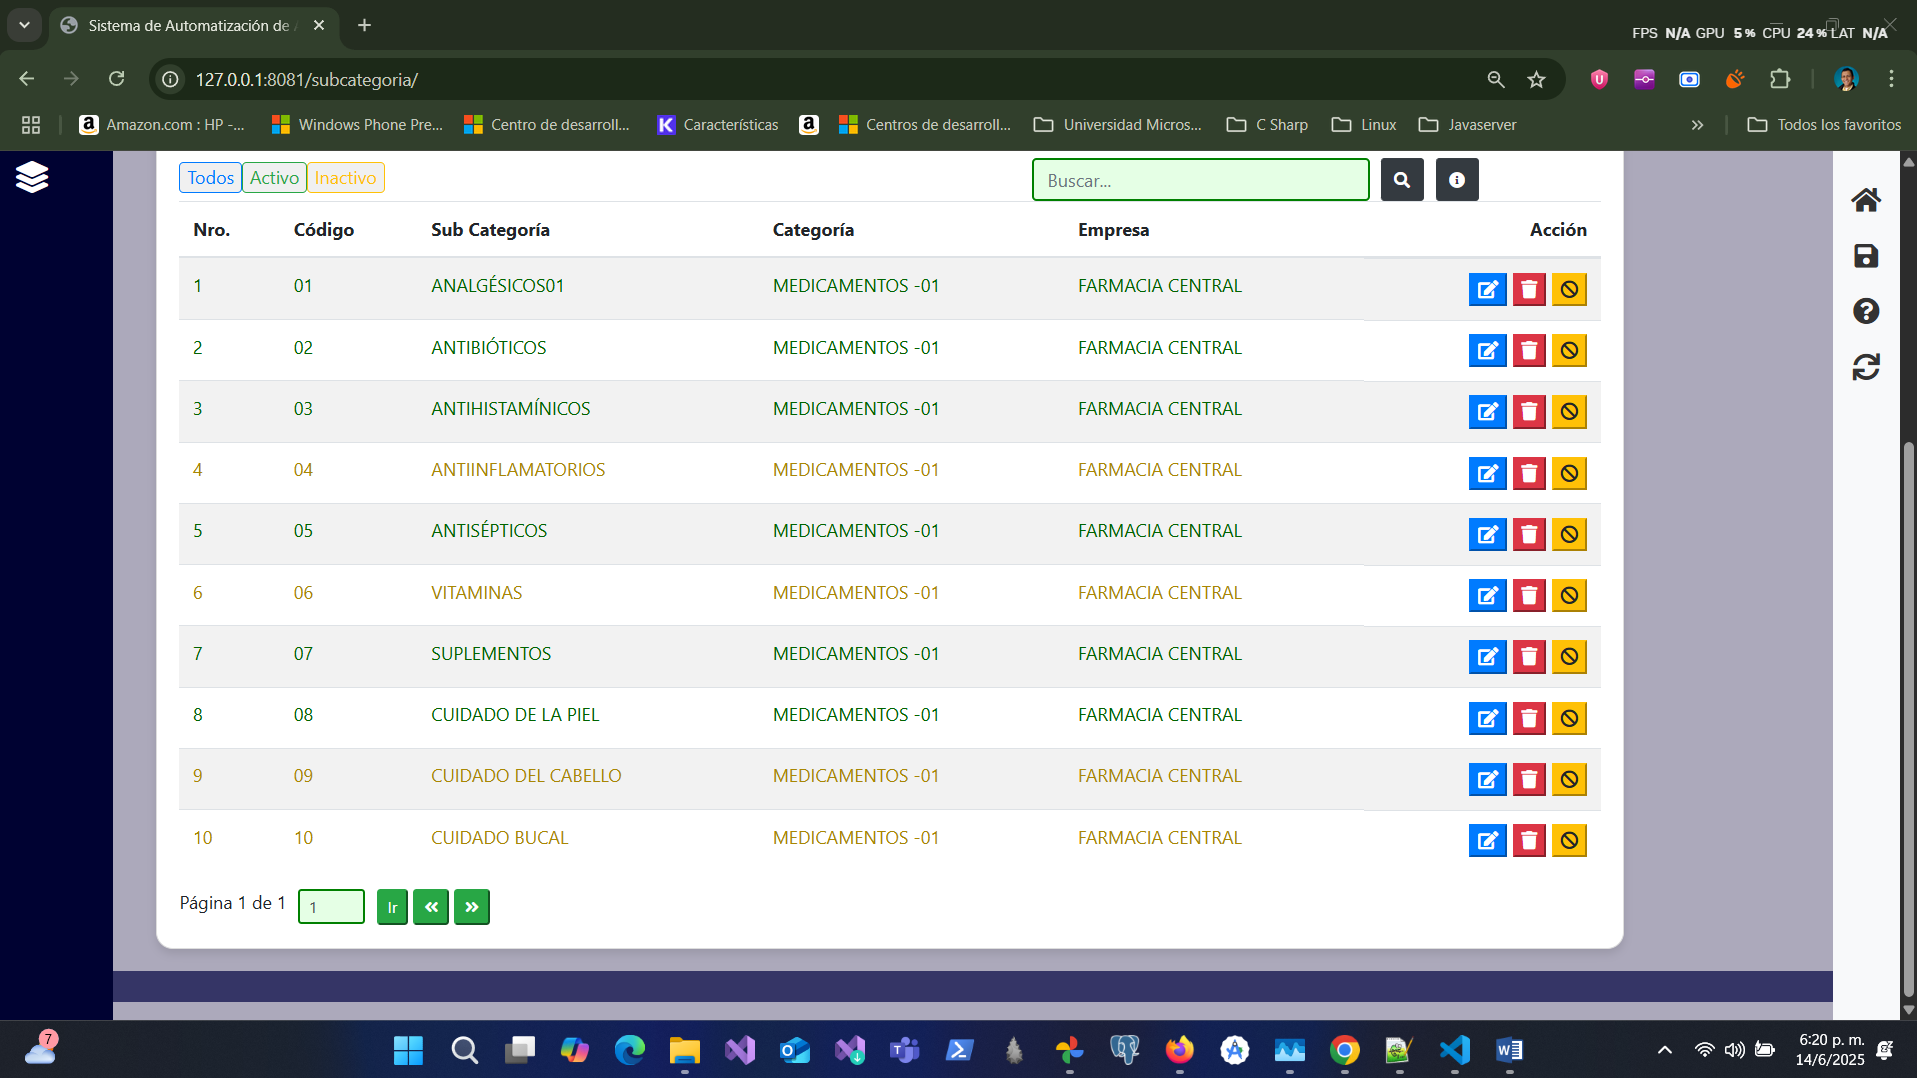 Sistema de Automatización de
FPS N/A GPU 5 % CPU 24 % LAT N/A
127.0.0.1:8081/subcategoria/
Amazon.com : HP -... Windows Phone Pre... Centro de desarroll... Características Centros de desarroll... Universidad Micros... C Sharp Linux Javaserver Todos los favoritos
Todos Activo Inactivo Buscar...
Nro. Código Sub Categoría Categoría Empresa Acción
1 01 ANALGÉSICOS01 MEDICAMENTOS -01 FARMACIA CENTRAL
2 02 ANTIBIÓTICOS MEDICAMENTOS -01 FARMACIA CENTRAL
3 03 ANTIHISTAMÍNICOS MEDICAMENTOS -01 FARMACIA CENTRAL
4 04 ANTIINFLAMATORIOS MEDICAMENTOS -01 FARMACIA CENTRAL
5 05 ANTISÉPTICOS MEDICAMENTOS -01 FARMACIA CENTRAL
6 06 VITAMINAS MEDICAMENTOS -01 FARMACIA CENTRAL
7 07 SUPLEMENTOS MEDICAMENTOS -01 FARMACIA CENTRAL
8 08 CUIDADO DE LA PIEL MEDICAMENTOS -01 FARMACIA CENTRAL
9 09 CUIDADO DEL CABELLO MEDICAMENTOS -01 FARMACIA CENTRAL
10 10 CUIDADO BUCAL MEDICAMENTOS -01 FARMACIA CENTRAL
Página 1 de 1 1 Ir
7
6:20 p. m.
14/6/2025